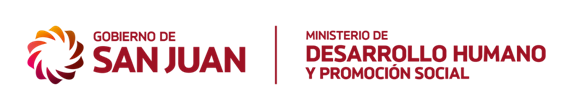 GOBIERNO DE
SAN JUAN
MINISTERIO DE
DESARROLLO HUMANO
Y PROMOCIÓN SOCIAL